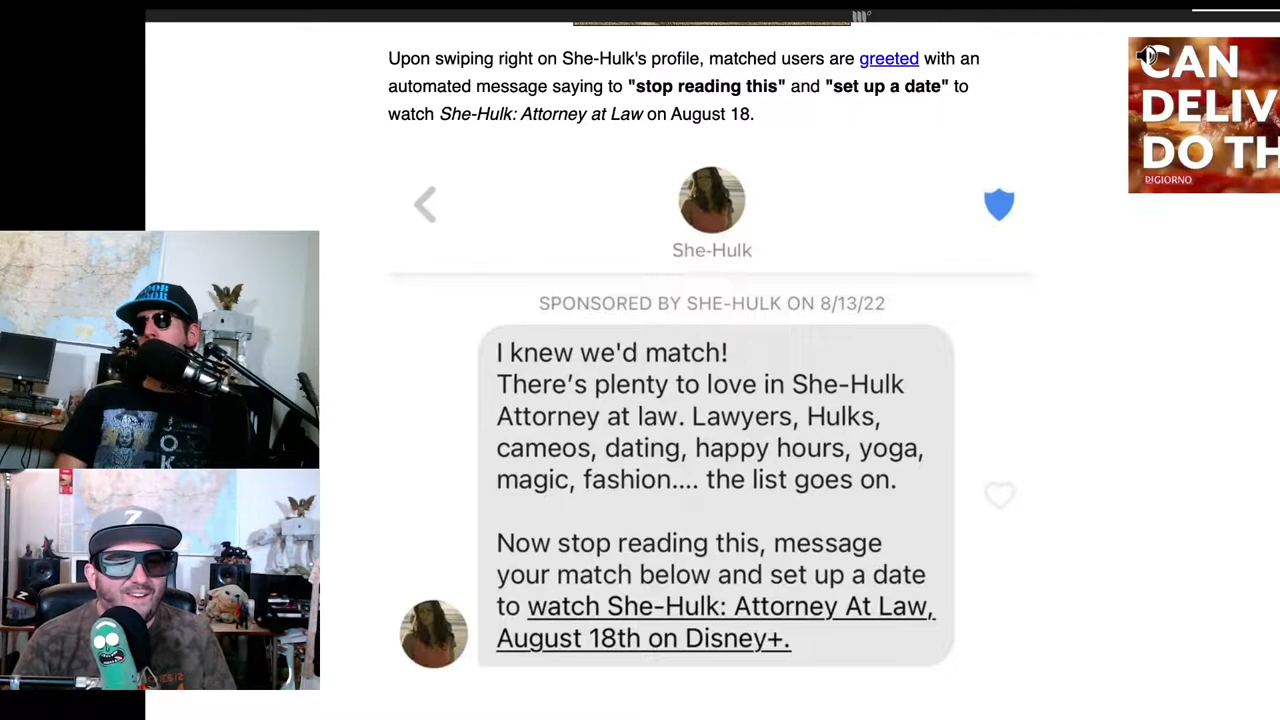 Upon swiping right on She-Hulk's profile, matched users are greeted with an
automated message saying to "stop reading this" and "set up a date" to
watch She-Hulk: Attorney at Law on August 18.
CAN
DELIV
DO TH
DIGIORNO
She-Hulk
SPONSORED BY SHE-HULK ON 8/13/22
I knew we'd match!
There's plenty to love in She-Hulk
Attorney at law. Lawyers, Hulks,
cameos, dating, happy hours, yoga,
magic, fashion.... the list goes on.
Now stop reading this, message
your match below and set up a date
to watch She-Hulk: Attorney At Law,
August 18th on Disney+.